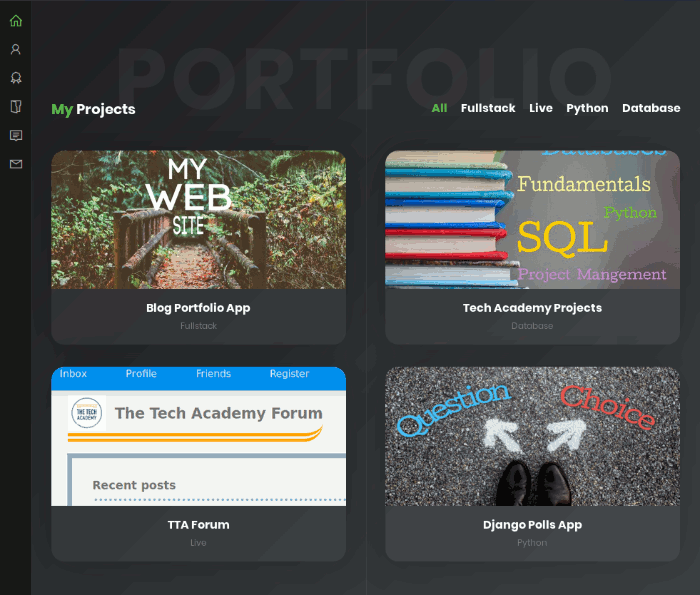 PORTFOLIO
My Projects
All Fullstack Live Python Database
MY
WEB
SITE
Blog Portfolio App
Fullstack
Databases
Fundamentals
Python
SQL
Project Mangement
Tech Academy Projects
Database
Inbox Profile Friends Register
THE TECH
ACADEMY
The Tech Academy Forum
Recent posts
TTA Forum
Live
Question Choice
Django Polls App
Python